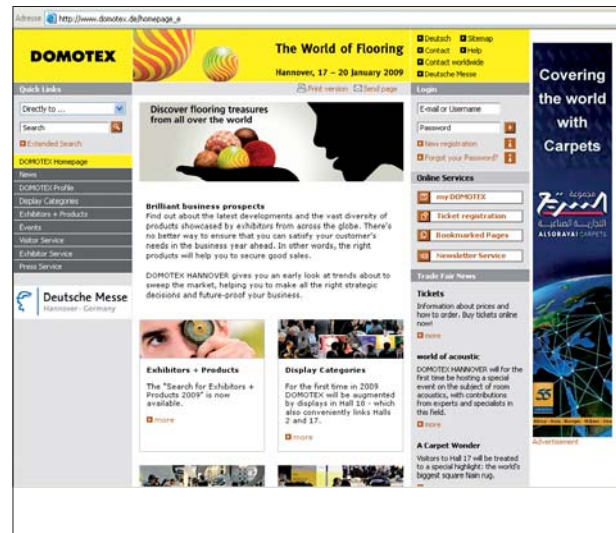 Adresse http://www.domotex.de/homepage_e
DOMOTEX
The World of Flooring
Hannover, 17 – 20 January 2009
Deutsch Sitemap
Contact Help
Contact worldwide
Deutsche Messe
Quick Links
Directly to ...
Search
Extended Search
DOMOTEX Homepage
News
DOMOTEX Profile
Display Categories
Exhibitors + Products
Events
Visitor Service
Exhibitor Service
Press Service
Deutsche Messe
Hannover · Germany
Print version Send page
Discover flooring treasures
from all over the world
Brilliant business prospects
Find out about the latest developments and the vast diversity of
products showcased by exhibitors from across the globe. There's
no better way to ensure that you can satisfy your customer's
needs in the business year ahead. In other words, the right
products will help you to secure good sales.
DOMOTEX HANNOVER gives you an early look at trends about to
sweep the market, helping you to make all the right strategic
decisions and future-proof your business.
Exhibitors + Products
The "Search for Exhibitors +
Products 2009" is now
available.
more
Display Categories
For the first time in 2009
DOMOTEX will be augmented
by displays in Hall 18 - which
also conveniently links Halls
2 and 17.
more
Login
E-mail or Username
Password
New registration
Forgot your Password?
Online Services
my DOMOTEX
Ticket registration
Bookmarked Pages
Newsletter Service
Trade Fair News
Tickets
Information about prices and
how to order. Buy tickets online
now!
more
world of acoustic
DOMOTEX HANNOVER will for the
first time be hosting a special
event on the subject of room
acoustics, with contributions
from experts and specialists in
this field.
more
A Carpet Wonder
Visitors to Hall 17 will be treated
to a special highlight: the world's
biggest square Nain rug.
Covering
the world
with
Carpets
مجموعة
السريع
التجارية الصناعية
ALSORAYAI CARPETS
55
Advertisement